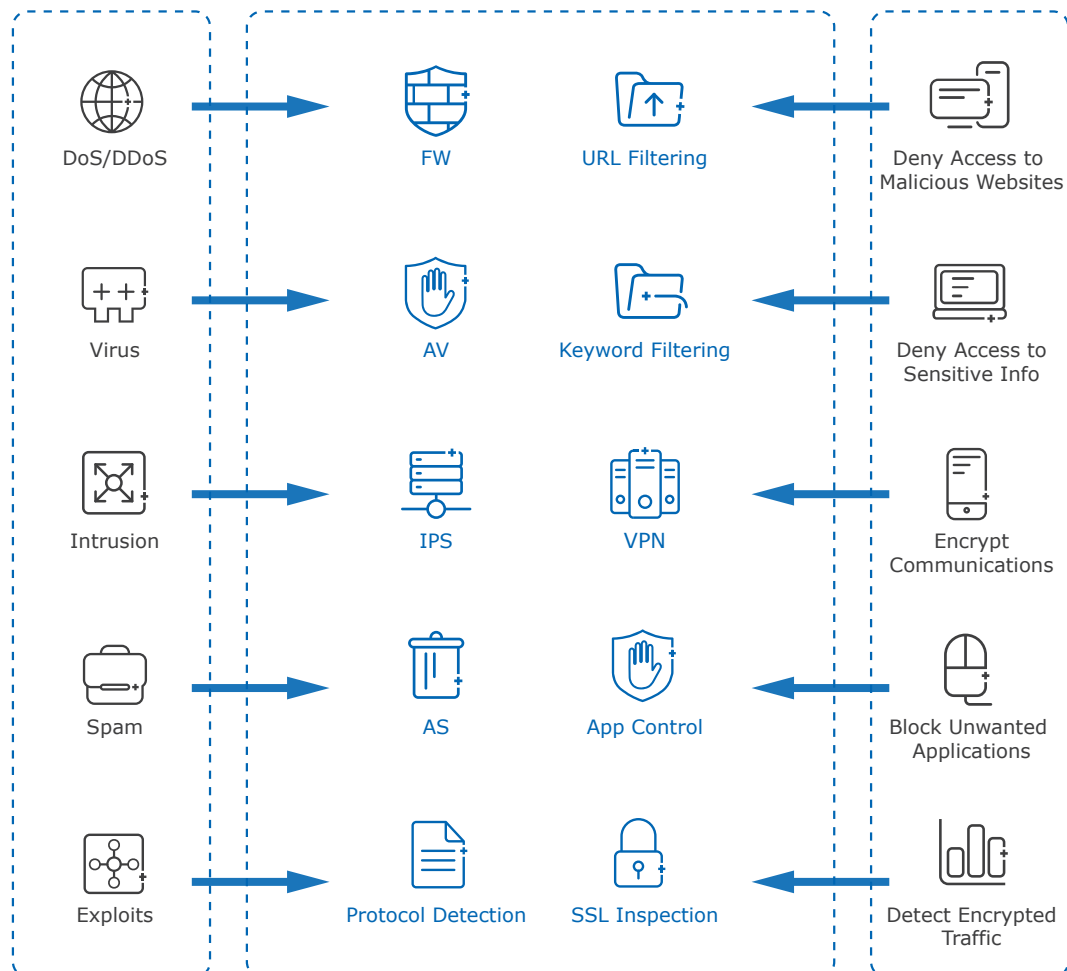 DoS/DDoS
FW
URL Filtering
Deny Access to
Malicious Websites
Virus
AV
Keyword Filtering
Deny Access to
Sensitive Info
Intrusion
IPS
VPN
Encrypt
Communications
Spam
AS
App Control
Block Unwanted
Applications
Exploits
Protocol Detection
SSL Inspection
Detect Encrypted
Traffic